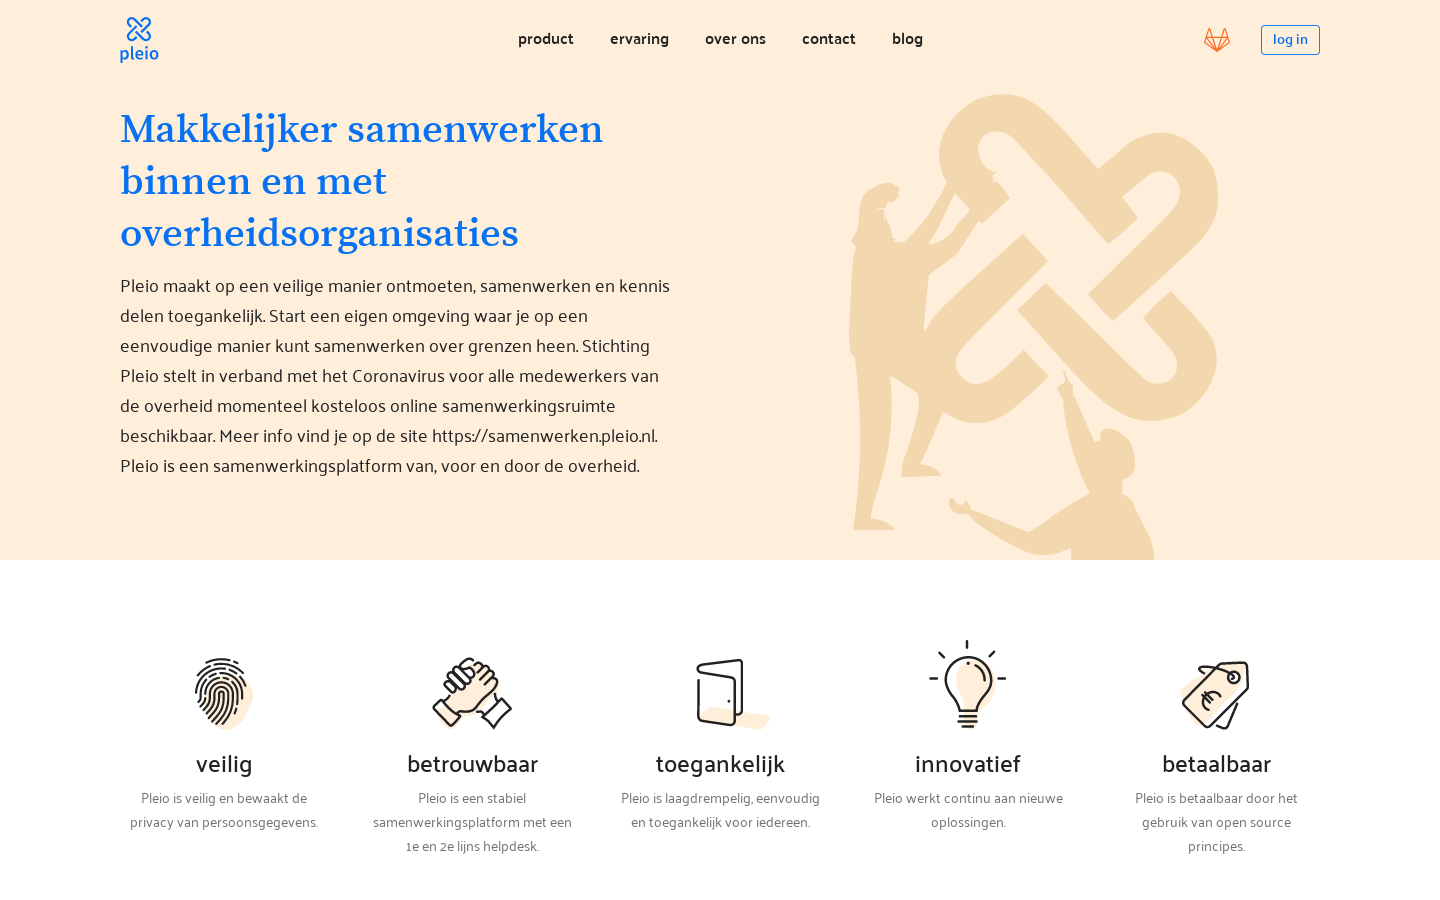 pleio
product
ervaring
over ons
contact
blog
log in
Makkelijker samenwerken
binnen en met
overheidsorganisaties
Pleio maakt op een veilige manier ontmoeten, samenwerken en kennis
delen toegankelijk. Start een eigen omgeving waar je op een
eenvoudige manier kunt samenwerken over grenzen heen. Stichting
Pleio stelt in verband met het Coronavirus voor alle medewerkers van
de overheid momenteel kosteloos online samenwerkingsruimte
beschikbaar. Meer info vind je op de site https://samenwerken.pleio.nl.
Pleio is een samenwerkingsplatform van, voor en door de overheid.
veilig
Pleio is veilig en bewaakt de
privacy van persoonsgegevens.
betrouwbaar
Pleio is een stabiel
samenwerkingsplatform met een
1e en 2e lijns helpdesk.
toegankelijk
Pleio is laagdrempelig, eenvoudig
en toegankelijk voor iedereen.
innovatief
Pleio werkt continu aan nieuwe
oplossingen.
betaalbaar
Pleio is betaalbaar door het
gebruik van open source
principes.